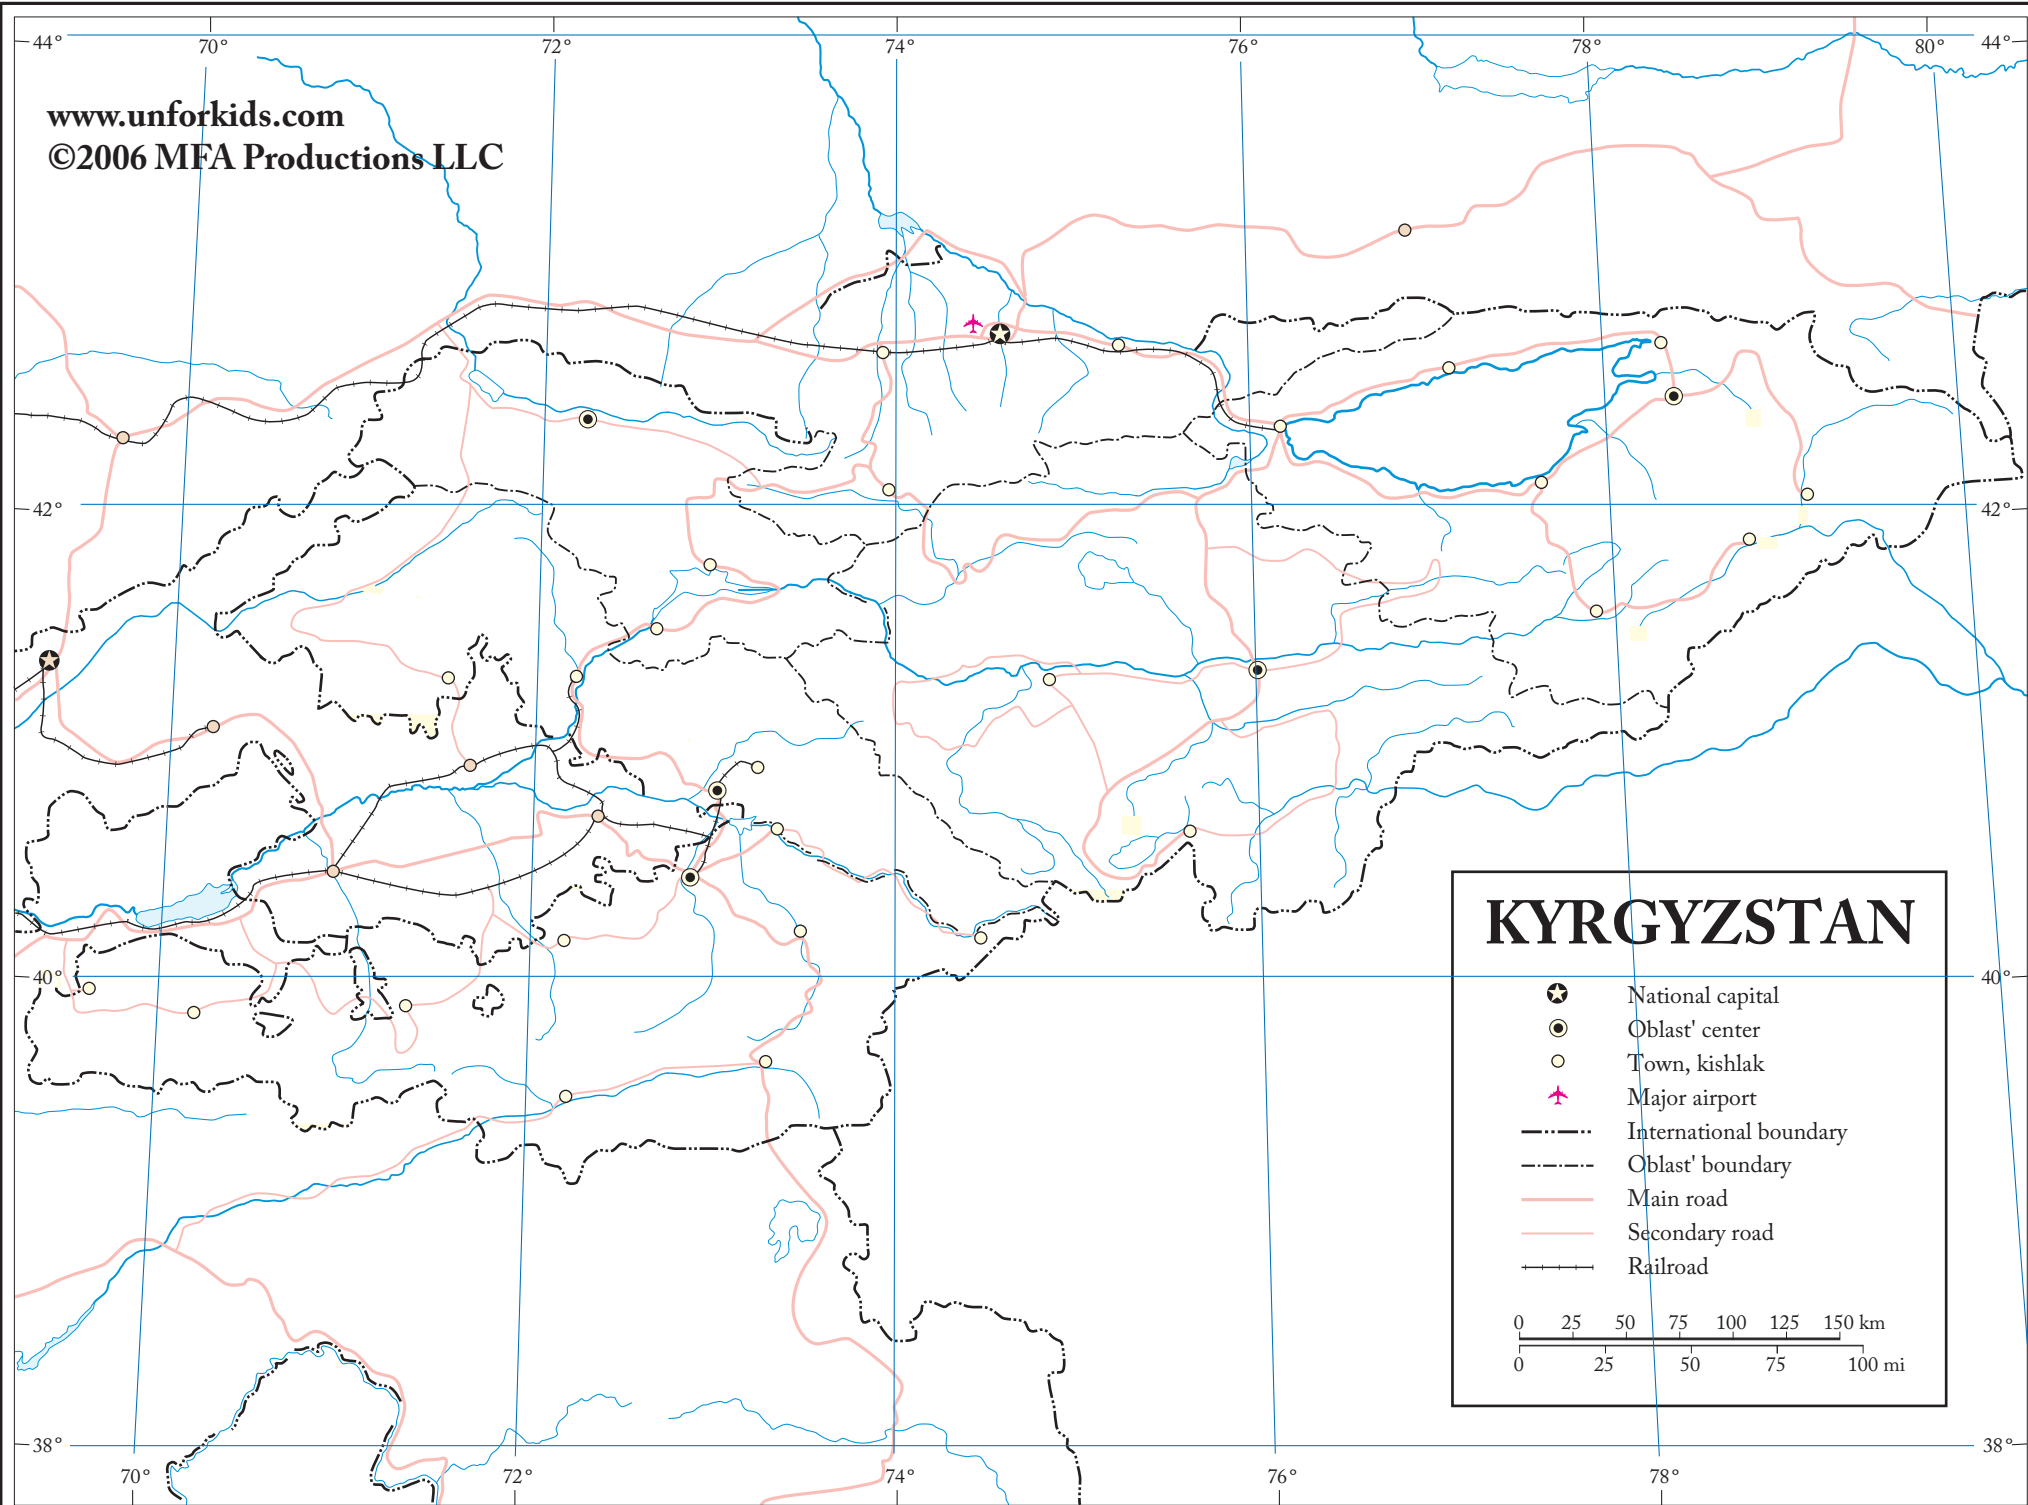 44° 70° 72° 74° 76° 78° 80° 44°
www.unforkids.com
©2006 MFA Productions LLC
42° 42°
KYRGYZSTAN
40° 40°
National capital
Oblast' center
Town, kishlak
Major airport
International boundary
Oblast' boundary
Main road
Secondary road
Railroad
0 25 50 75 100 125 150 km
0 25 50 75 100 mi
38° 38°
70° 72° 74° 76° 78°